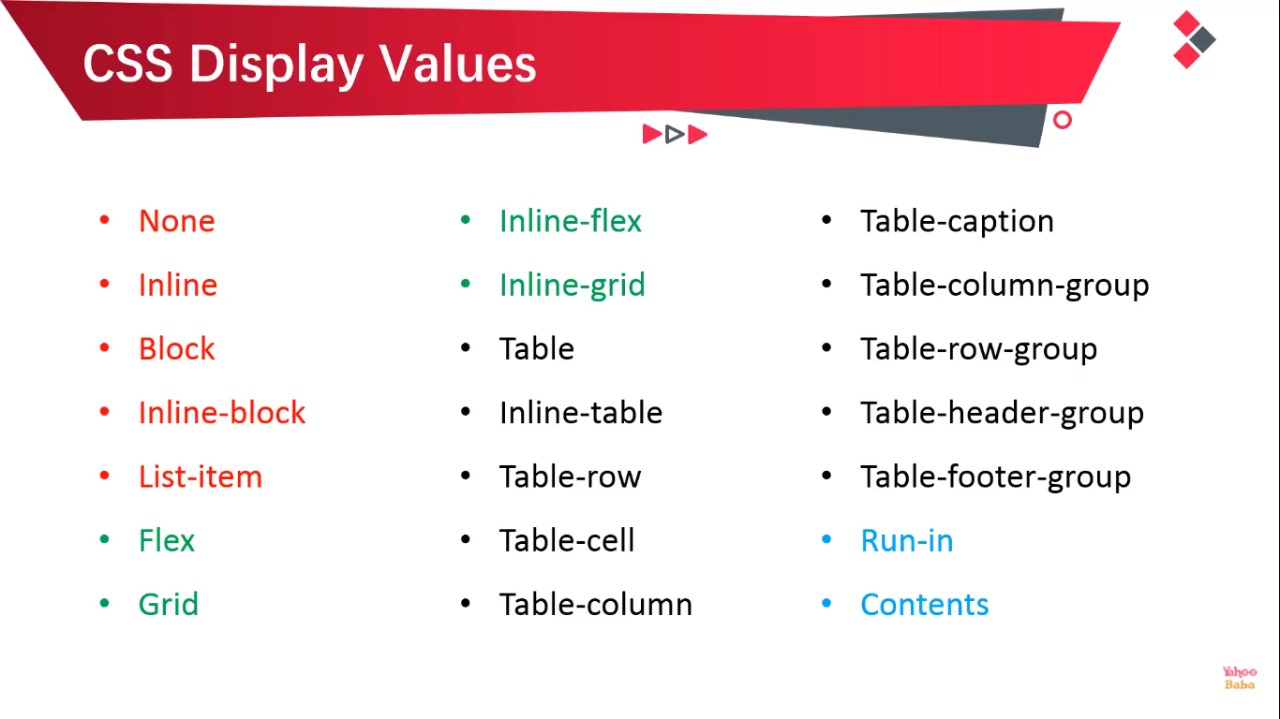 CSS Display Values
• None
• Inline
• Block
• Inline-block
• List-item
• Flex
• Grid
• Inline-flex
• Inline-grid
• Table
• Inline-table
• Table-row
• Table-cell
• Table-column
• Table-caption
• Table-column-group
• Table-row-group
• Table-header-group
• Table-footer-group
• Run-in
• Contents
Yahoo
Baba